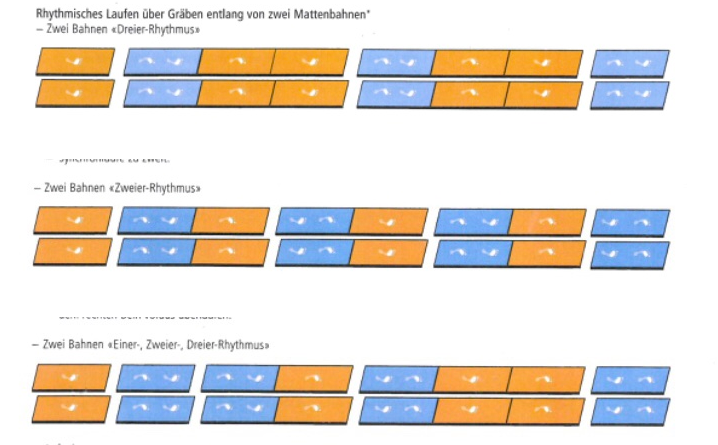 Rhythmisches Laufen über Gräben entlang von zwei Mattenbahnen*
– Zwei Bahnen «Dreier-Rhythmus»
– Zwei Bahnen «Zweier-Rhythmus»
– Zwei Bahnen «Einer-, Zweier-, Dreier-Rhythmus»